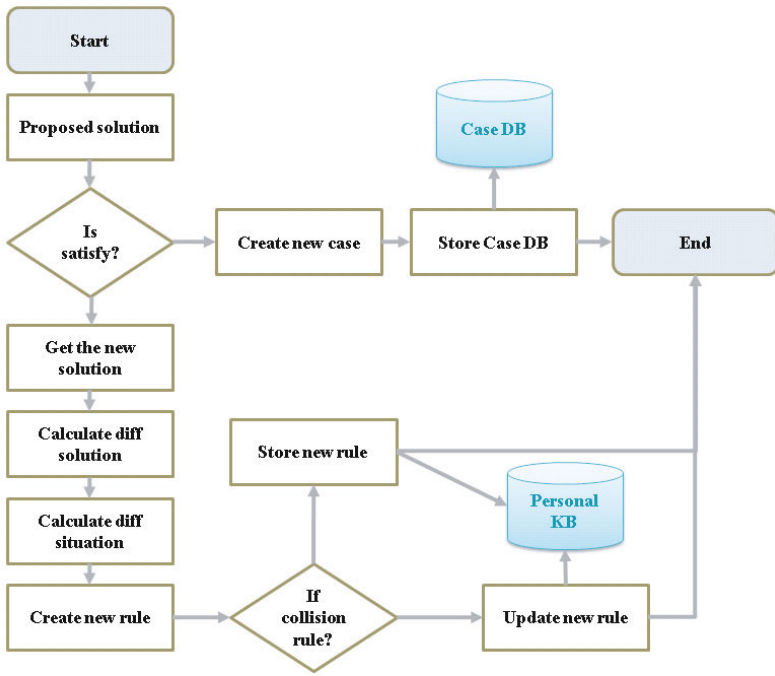 Start
Proposed solution
Case DB
Is
satisfy?
Create new case
Store Case DB
End
Get the new
solution
Calculate diff
solution
Store new rule
Calculate diff
situation
Personal
KB
Create new rule
If
collision
rule?
Update new rule